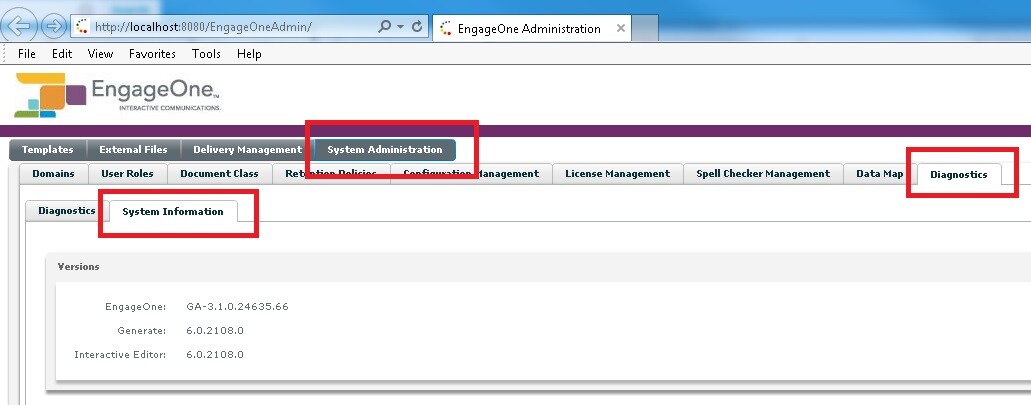 http://localhost:8080/EngageOneAdmin/
EngageOne Administration
File Edit View Favorites Tools Help
EngageOne™
INTERACTIVE COMMUNICATIONS.
Templates External Files Delivery Management System Administration
Domains User Roles Document Class Retention Policies Configuration Management License Management Spell Checker Management Data Map Diagnostics
Diagnostics System Information
Versions
EngageOne: GA-3.1.0.24635.66
Generate: 6.0.2108.0
Interactive Editor: 6.0.2108.0